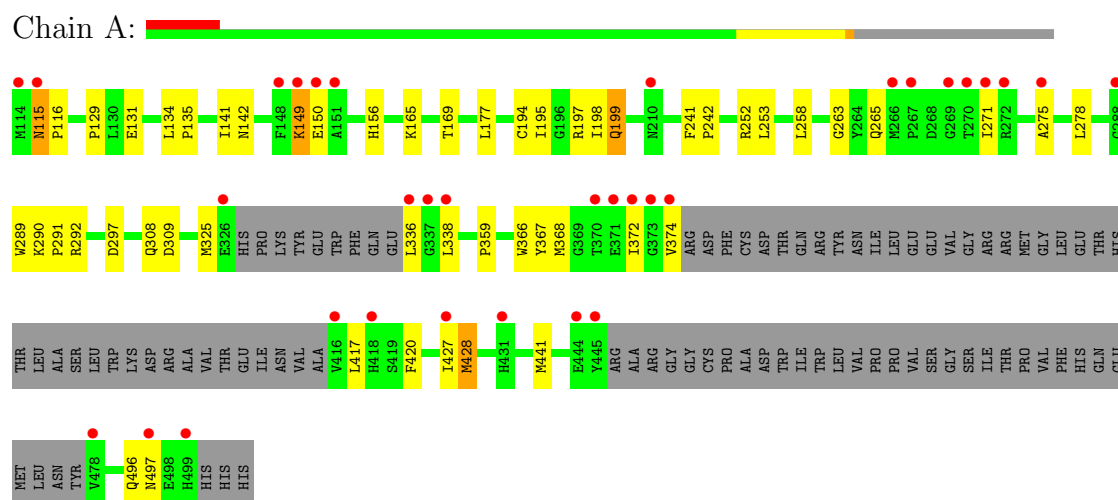 Chain A:
M114 N115 P116 P129 L130 E131 L134 P135 I141 N142 F148 K149 E150 A151 H156 K165 T169 L177 C194 I195 G196 R197 I198 Q199 N210 F241 P242 R252 L253 L258 G263 Y264 Q265 M266 P267 D268 G269 T270 I271 R272 A275 L278
W289 K290 P291 R292 D297 Q308 D309 M325 E326 HIS PRO LYS TYR GLU TRP PHE GLN GLU L336 G337 L338 P359 W366 Y367 M368 G369 T370 E371 I372 G373 V374 ARG ASP PHE CYS ASP THR GLN ARG TYR ASN ILE LEU GLU GLU VAL GLY ARG ARG MET GLY LEU GLU THR HIS
THR LEU ALA SER LEU TRP LYS ASP ARG ALA VAL THR GLU ILE ASN VAL ALA V416 L417 H418 S419 F420 I427 M428 H431 M441 E444 Y445 ARG ALA ARG GLY GLY CYS PRO ALA ASP TRP ILE TRP LEU VAL PRO PRO VAL SER GLY SER ILE THR PRO VAL PHE HIS GLN GLU
MET LEU ASN TYR V478 Q496 N497 E498 H499 HIS HIS HIS